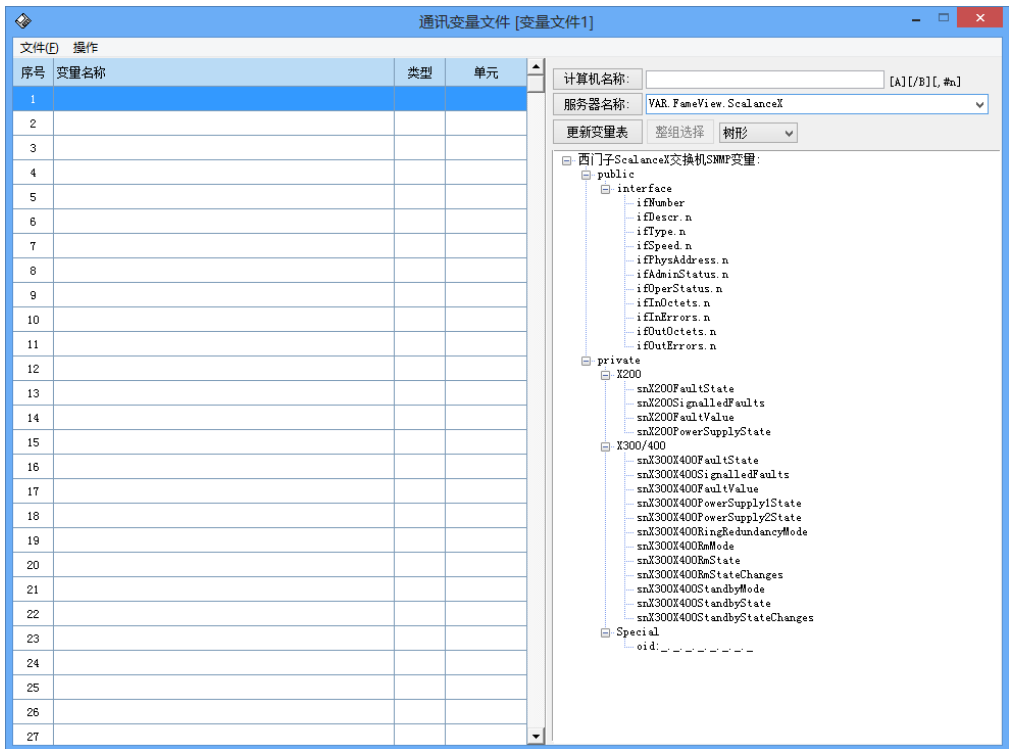 通讯变量文件 [变量文件1]
文件(F) 操作
序号 变量名称 类型 单元
1
2
3
4
5
6
7
8
9
10
11
12
13
14
15
16
17
18
19
20
21
22
23
24
25
26
27
计算机名称: [A][/B][,#n]
服务器名称: VAR.FameView.ScalanceX
更新变量表 整组选择 树形
西门子ScalanceX交换机SNMP变量:
public
interface
ifNumber
ifDescr.n
ifType.n
ifSpeed.n
ifPhysAddress.n
ifAdminStatus.n
ifOperStatus.n
ifInOctets.n
ifInErrors.n
ifOutOctets.n
ifOutErrors.n
private
X200
snX200FaultState
snX200SignalledFaults
snX200FaultValue
snX200PowerSupplyState
X300/400
snX300X400FaultState
snX300X400SignalledFaults
snX300X400FaultValue
snX300X400PowerSupply1State
snX300X400PowerSupply2State
snX300X400RingRedundancyMode
snX300X400RmMode
snX300X400RmState
snX300X400RmStateChanges
snX300X400StandbyMode
snX300X400StandbyState
snX300X400StandbyStateChanges
Special
oid:_._._._._._._._